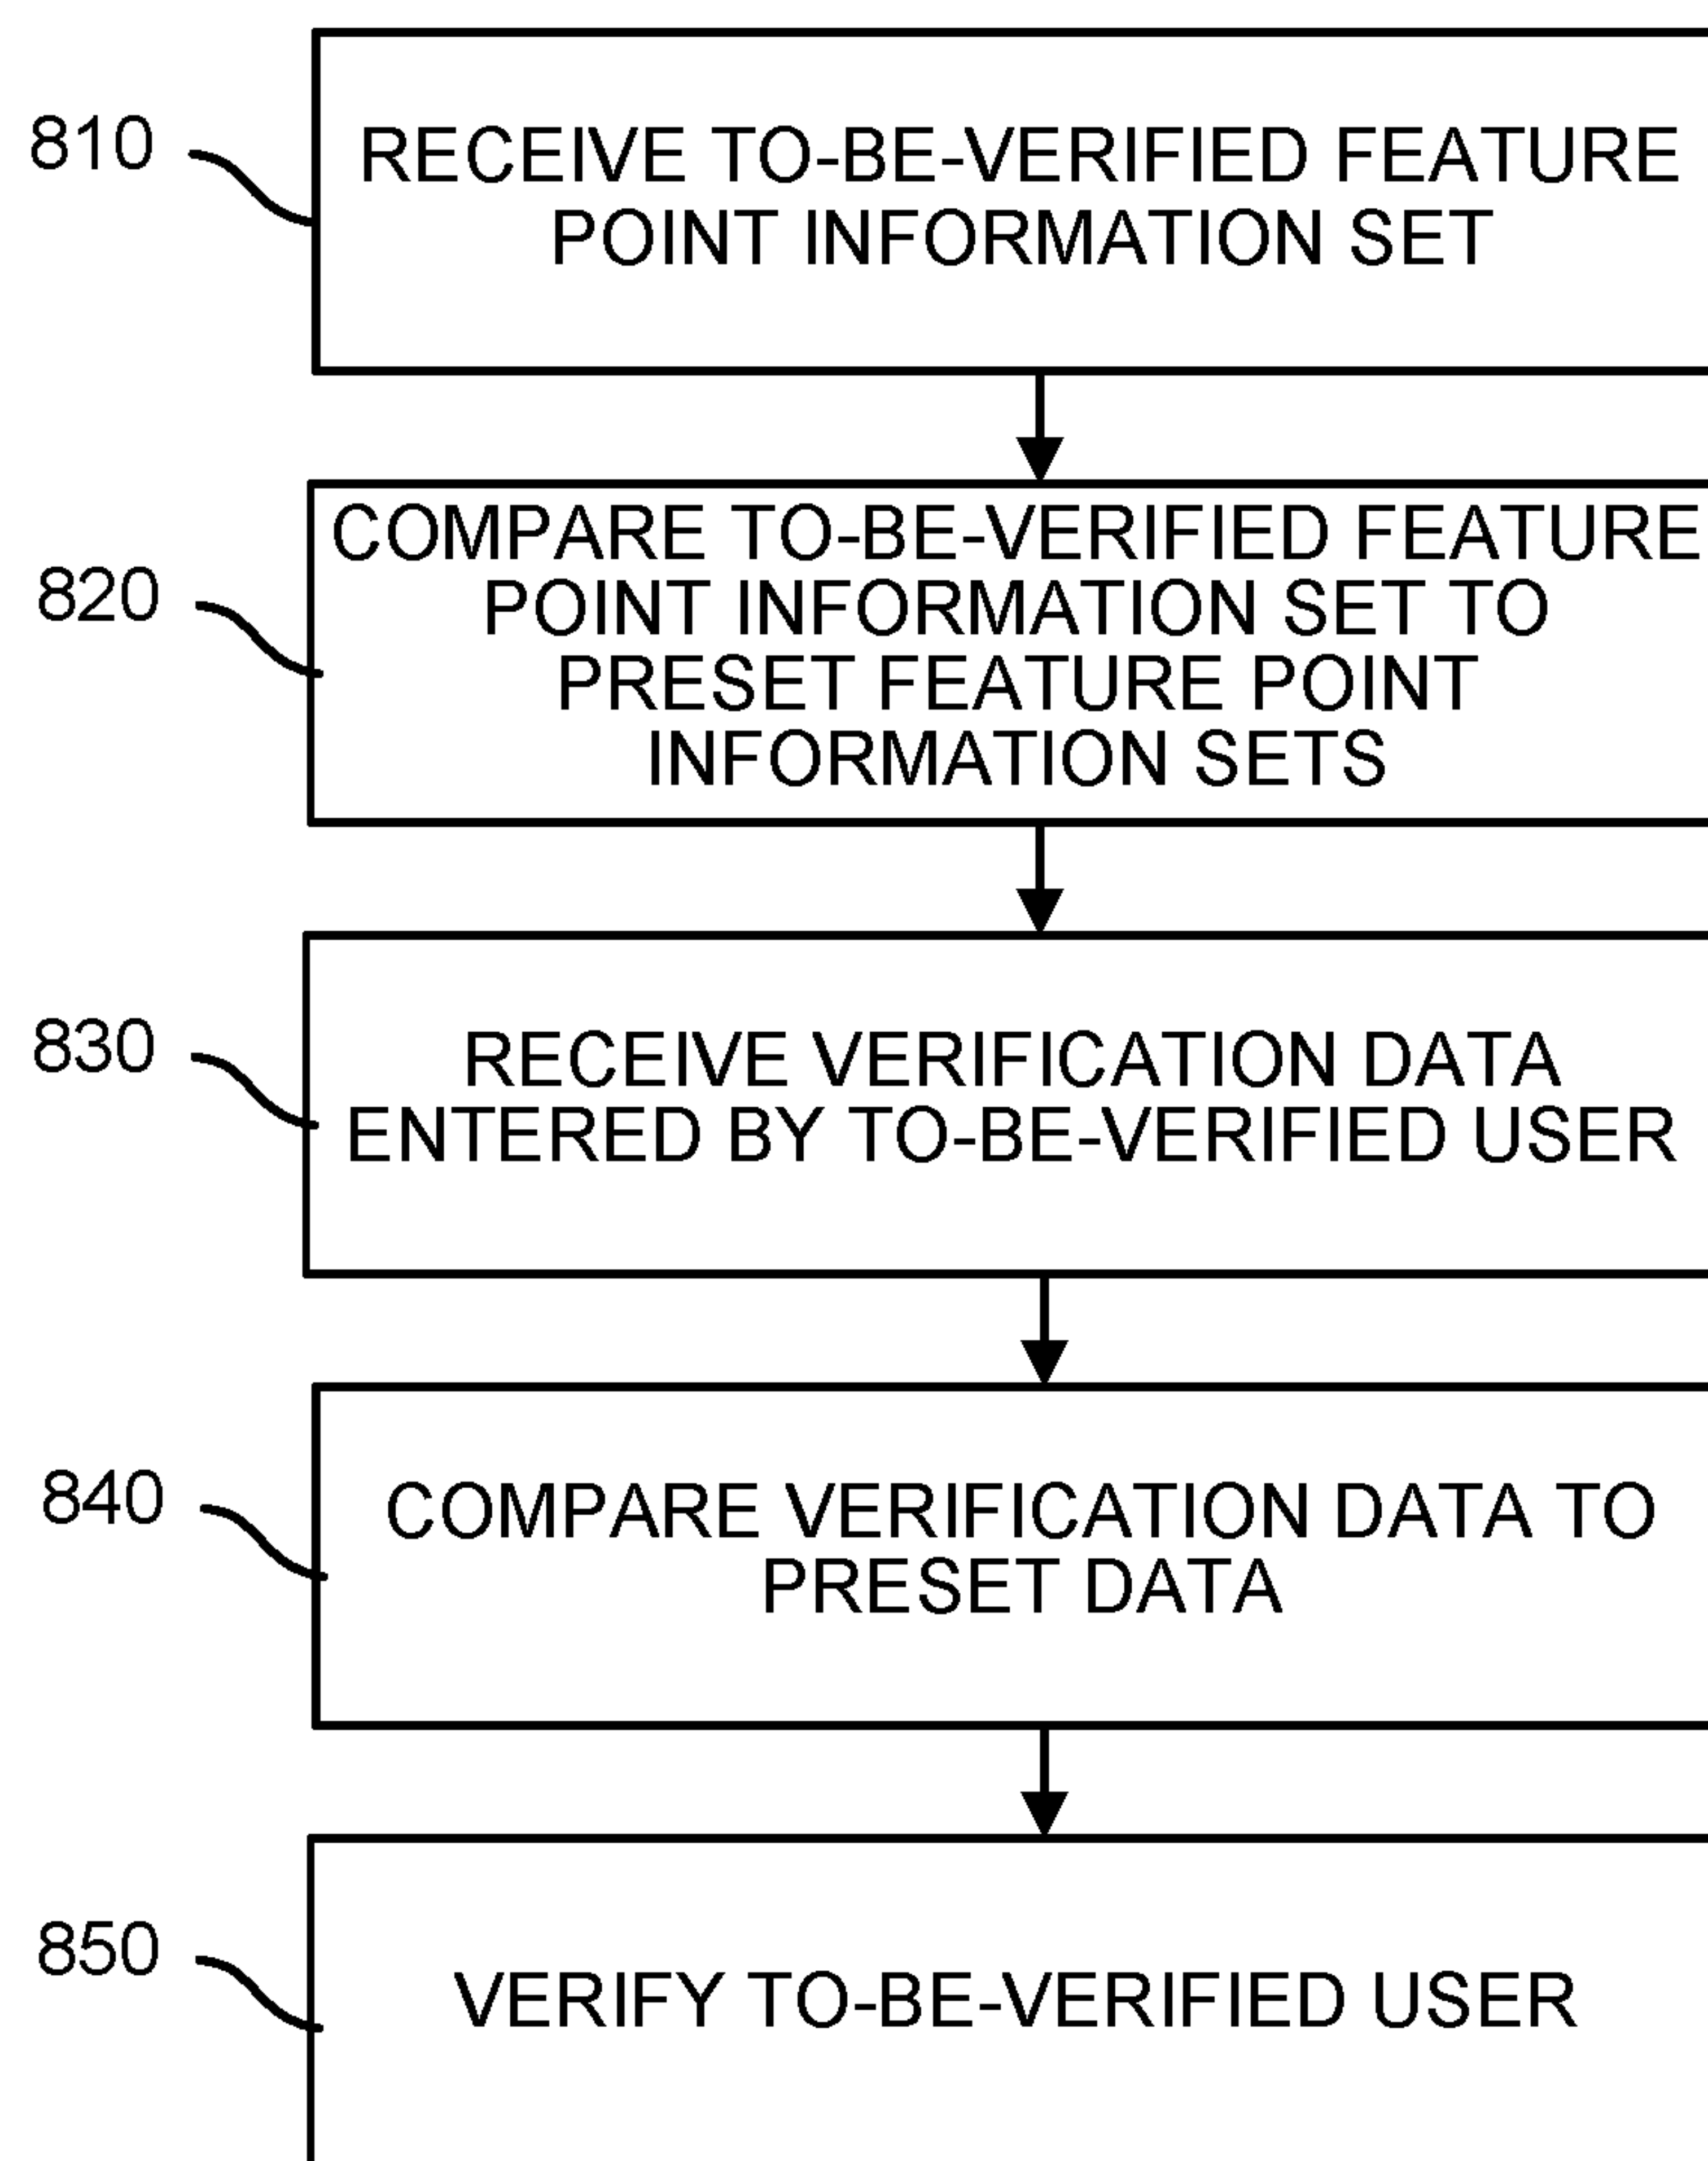 810
RECEIVE TO-BE-VERIFIED FEATURE
POINT INFORMATION SET
820
COMPARE TO-BE-VERIFIED FEATURE
POINT INFORMATION SET TO
PRESET FEATURE POINT
INFORMATION SETS
830
RECEIVE VERIFICATION DATA
ENTERED BY TO-BE-VERIFIED USER
840
COMPARE VERIFICATION DATA TO
PRESET DATA
850
VERIFY TO-BE-VERIFIED USER